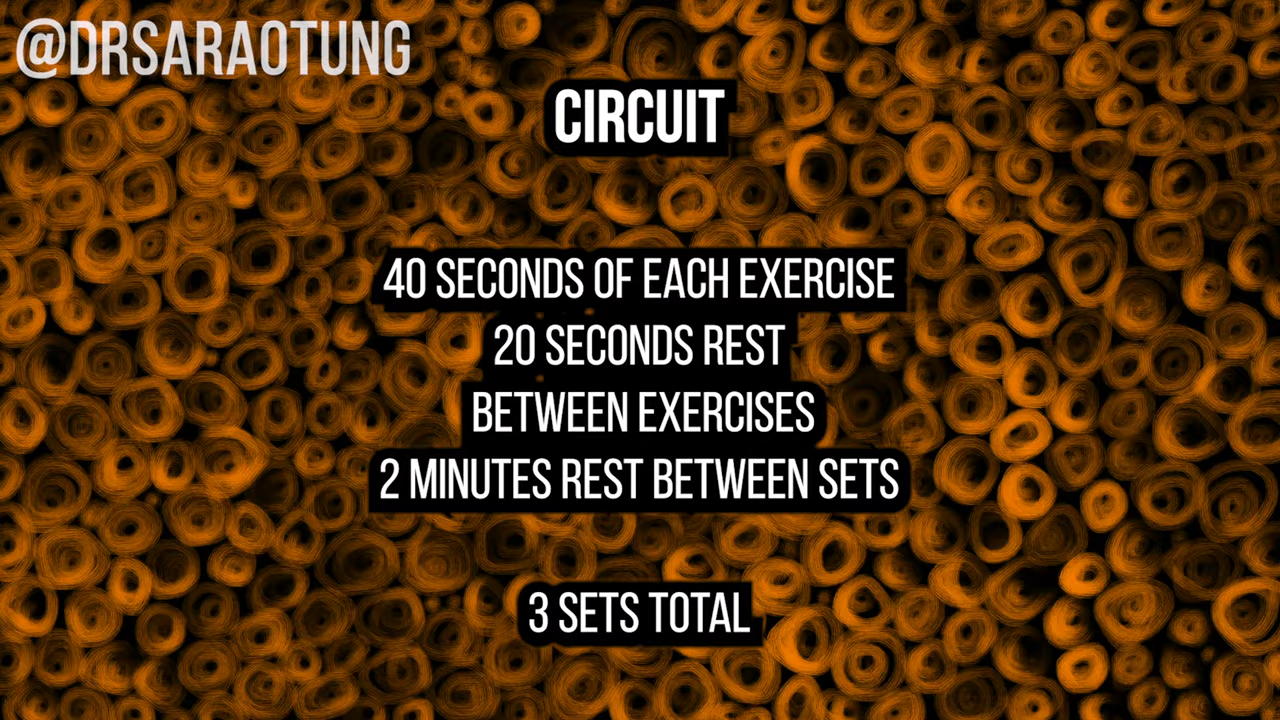 @DRSARAOTUNG
CIRCUIT
40 SECONDS OF EACH EXERCISE
20 SECONDS REST
BETWEEN EXERCISES
2 MINUTES REST BETWEEN SETS
3 SETS TOTAL